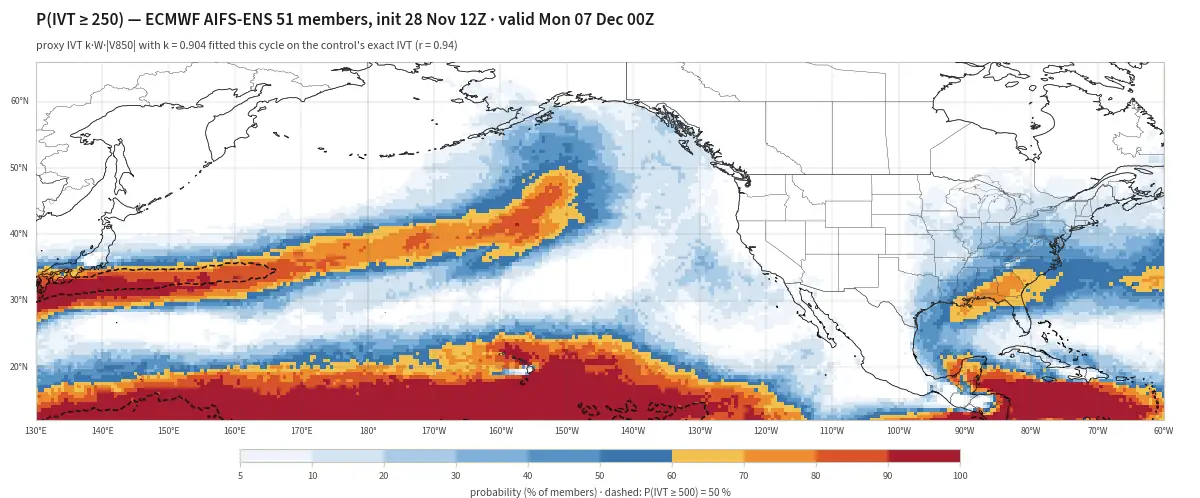 P(IVT ≥ 250) — ECMWF AIFS-ENS 51 members, init 28 Nov 12Z · valid Mon 07 Dec 00Z
proxy IVT k·W·|V850| with k = 0.904 fitted this cycle on the control's exact IVT (r = 0.94)
60°N
50°N
40°N
30°N
20°N
130°E 140°E 150°E 160°E 170°E 180° 170°W 160°W 150°W 140°W 130°W 120°W 110°W 100°W 90°W 80°W 70°W 60°W
5 10 20 30 40 50 60 70 80 90 100
probability (% of members) · dashed: P(IVT ≥ 500) = 50 %